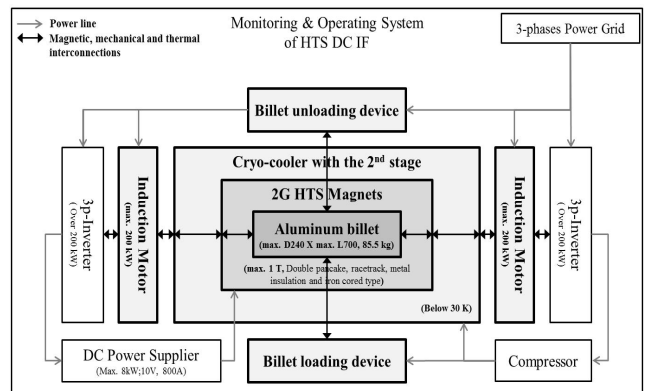 Power line
Magnetic, mechanical and thermal
interconnections
Monitoring & Operating System
of HTS DC IF
3-phases Power Grid
Billet unloading device
Cryo-cooler with the 2nd stage
2G HTS Magnets
Aluminum billet
(max. D240 X max. L700, 85.5 kg)
(max. 1 T, Double pancake, racetrack, metal
insulation and iron cored type)
(Below 30 K)
3p-Inverter
( Over 200 kW)
Induction Motor
(max. 200 kW)
Induction Motor
(max. 200 kW)
3p-Inverter
( Over 200 kW)
DC Power Supplier
(Max. 8kW;10V, 800A)
Billet loading device
Compressor